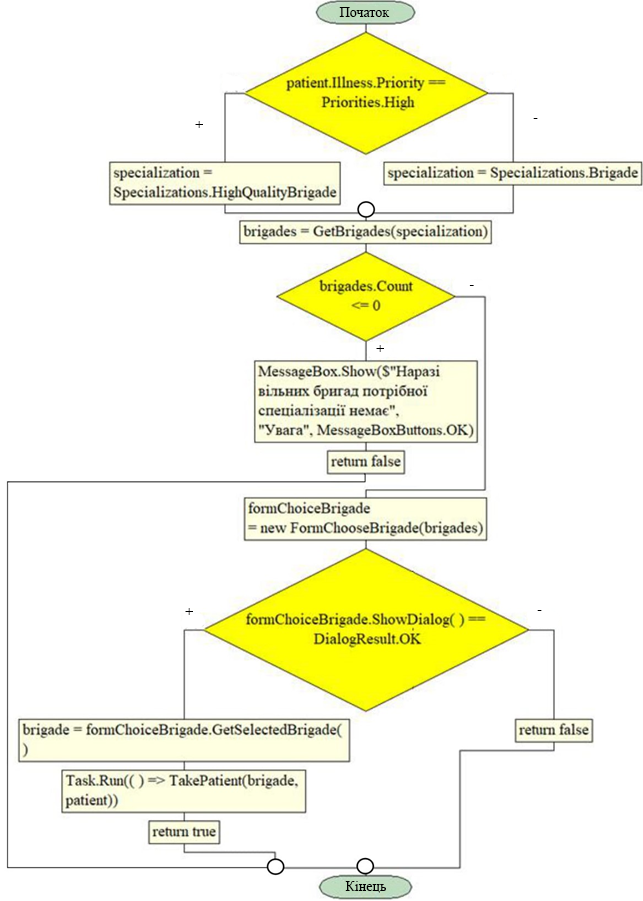 Початок
patient.Illness.Priority ==
Priorities.High
+
-
specialization =
Specializations.HighQualityBrigade
specialization = Specializations.Brigade
brigades = GetBrigades(specialization)
brigades.Count
<= 0
-
+
MessageBox.Show($"Наразі
вільних бригад потрібної
спеціалізації немає",
"Увага", MessageBoxButtons.OK)
return false
formChoiceBrigade
= new FormChooseBrigade(brigades)
+
-
formChoiceBrigade.ShowDialog( ) ==
DialogResult.OK
brigade = formChoiceBrigade.GetSelectedBrigade(
)
return false
Task.Run(( ) => TakePatient(brigade,
patient))
return true
Кінець